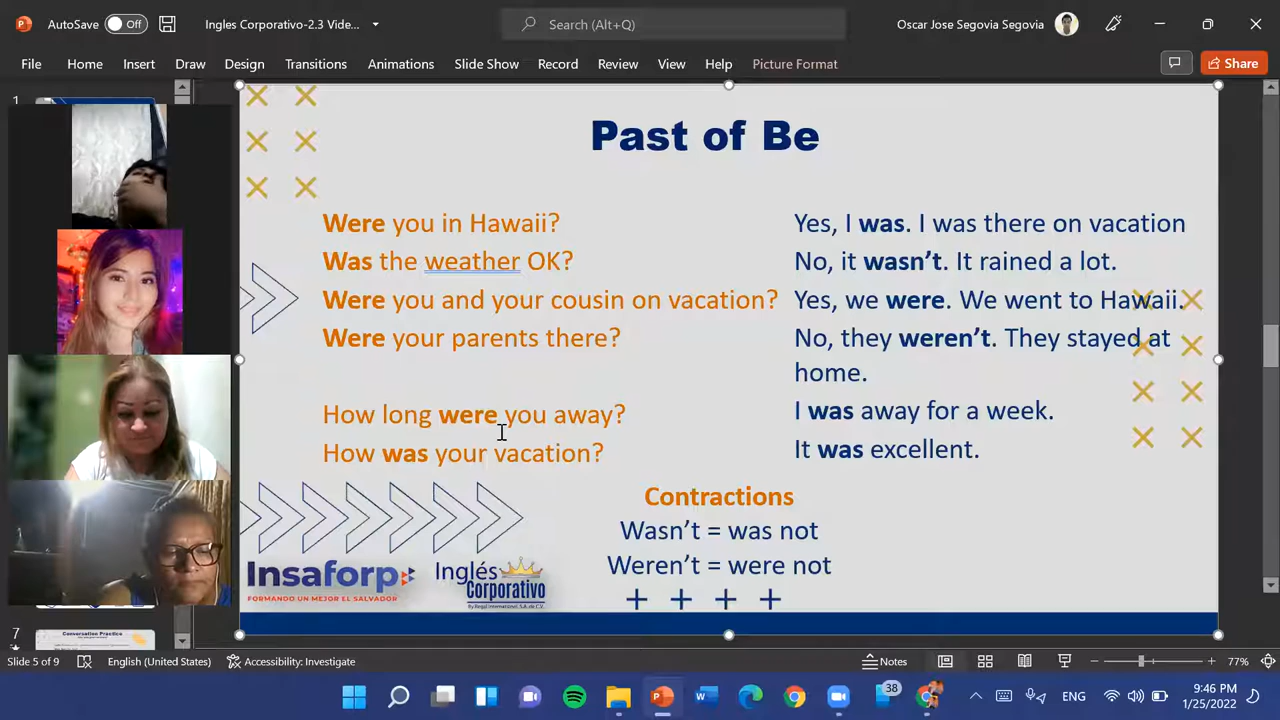 AutoSave Off Ingles Corporativo-2.3 Vide... Search (Alt+Q) Oscar Jose Segovia Segovia
File Home Insert Draw Design Transitions Animations Slide Show Record Review View Help Picture Format Share
1
Past of Be
Were you in Hawaii?
Was the weather OK?
Were you and your cousin on vacation?
Were your parents there?
How long were you away?
How was your vacation?
Yes, I was. I was there on vacation
No, it wasn't. It rained a lot.
Yes, we were. We went to Hawaii.
No, they weren't. They stayed at
home.
I was away for a week.
It was excellent.
Contractions
Wasn't = was not
Weren't = were not
Insaforp
FORMANDO UN MEJOR EL SALVADOR
Inglés
Corporativo
7
Conversation Practice
Slide 5 of 9 English (United States) Accessibility: Investigate Notes 77%
38
ENG
9:46 PM
1/25/2022